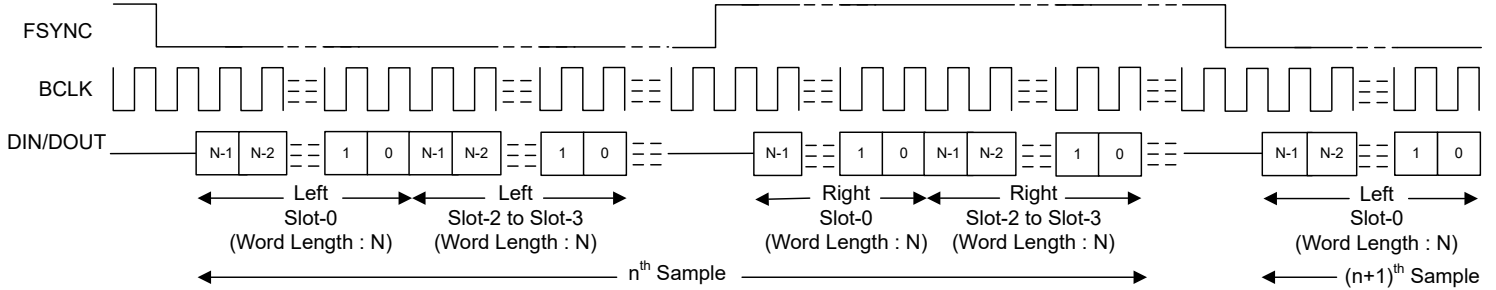 FSYNC
BCLK
DIN/DOUT
N-1 N-2 1 0 N-1 N-2 1 0 N-1 1 0 N-1 N-2 1 0 N-1 N-2 1 0
Left Left Right Right Left
Slot-0 Slot-2 to Slot-3 Slot-0 Slot-2 to Slot-3 Slot-0
(Word Length : N) (Word Length : N) (Word Length : N) (Word Length : N) (Word Length : N)
nth Sample (n+1)th Sample